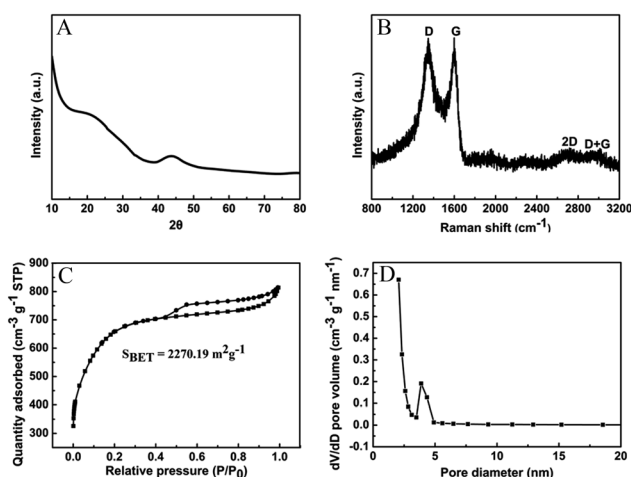 A
Intensity (a.u.)
10 20 30 40 50 60 70 80
2θ
B
D G
2D D+G
Intensity (a.u.)
800 1200 1600 2000 2400 2800 3200
Raman shift (cm-1)
C
Quantity adsorbed (cm-3 g-1 STP)
900
800
700
600
500
400
300
SBET = 2270.19 m2g-1
0.0 0.2 0.4 0.6 0.8 1.0
Relative pressure (P/P0)
D
dV/dD pore volume (cm-3 g-1 nm-1)
0.7
0.6
0.5
0.4
0.3
0.2
0.1
0.0
-0.1
0 5 10 15 20
Pore diameter (nm)